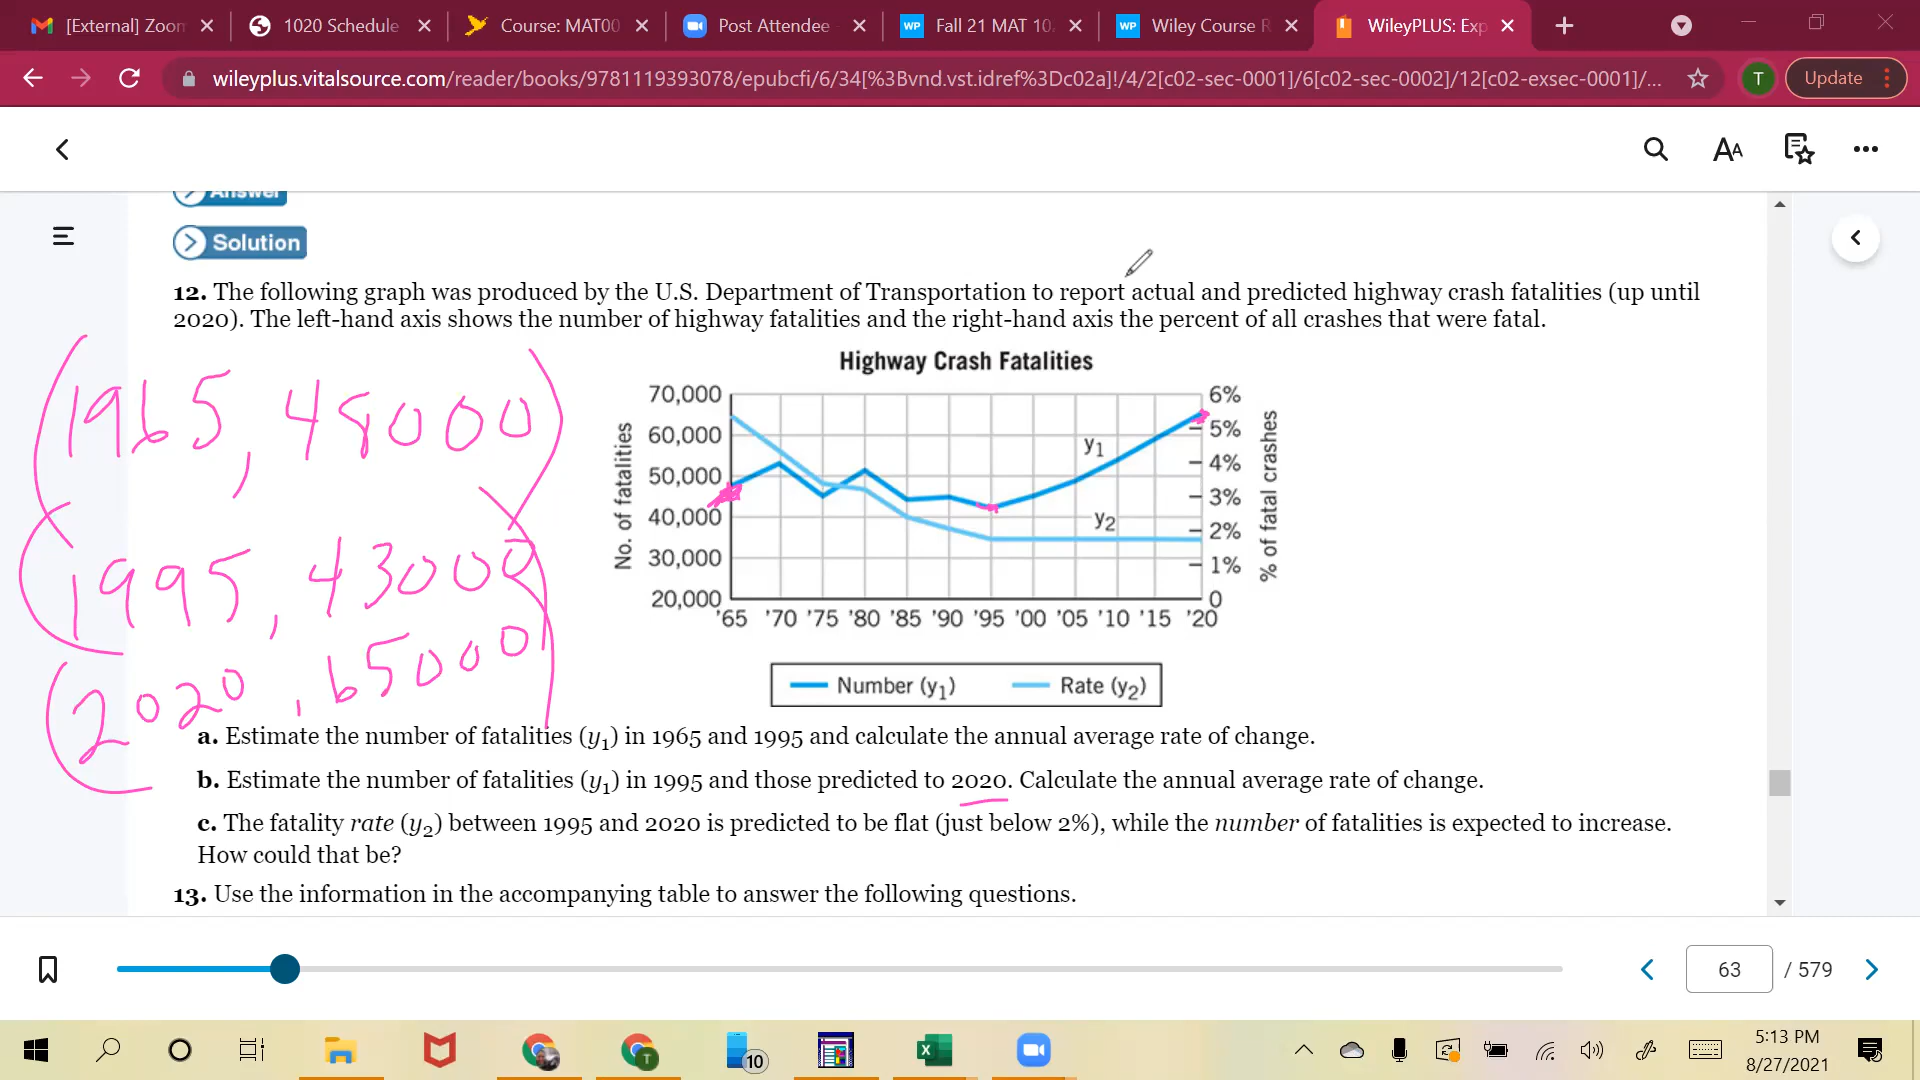 [External] Zoom
1020 Schedule
Course: MAT00
Post Attendee
WP Fall 21 MAT 10
WP Wiley Course R
WileyPLUS: Exp
wileyplus.vitalsource.com/reader/books/9781119393078/epubcfi/6/34[%3Bvnd.vst.idref%3Dc02a]!/4/2[c02-sec-0001]/6[c02-sec-0002]/12[c02-exsec-0001]/...
T
Update
AA
Answer
Solution
12. The following graph was produced by the U.S. Department of Transportation to report actual and predicted highway crash fatalities (up until
2020). The left-hand axis shows the number of highway fatalities and the right-hand axis the percent of all crashes that were fatal.
(1965, 48000)
(1995, 43000)
(2020, 65000)
Highway Crash Fatalities
No. of fatalities
70,000
60,000
50,000
40,000
30,000
20,000
y1
y2
6%
5%
4%
3%
2%
1%
0
% of fatal crashes
'65 '70 '75 '80 '85 '90 '95 '00 '05 '10 '15 '20
Number (y1) Rate (y2)
a. Estimate the number of fatalities (y1) in 1965 and 1995 and calculate the annual average rate of change.
b. Estimate the number of fatalities (y1) in 1995 and those predicted to 2020. Calculate the annual average rate of change.
c. The fatality rate (y2) between 1995 and 2020 is predicted to be flat (just below 2%), while the number of fatalities is expected to increase.
How could that be?
13. Use the information in the accompanying table to answer the following questions.
63 / 579
T
10
5:13 PM
8/27/2021